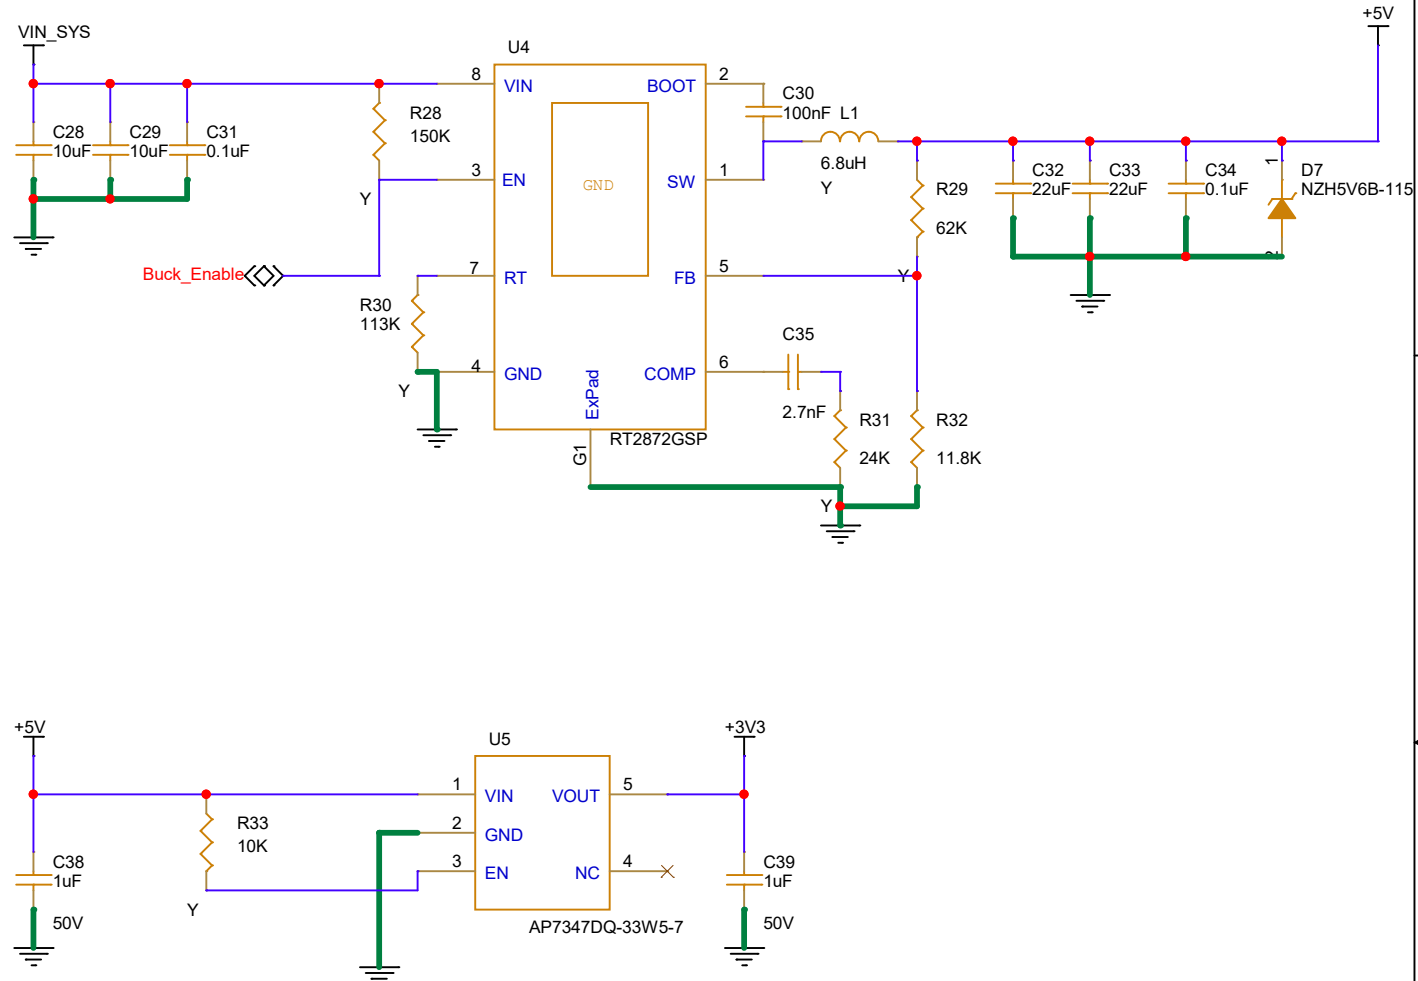 VIN_SYS
+5V
U4
8
VIN
BOOT
2
C30
100nF
L1
R28
150K
C28
10uF
C29
10uF
C31
0.1uF
6.8uH
Y
3
EN
GND
SW
1
Y
R29
62K
C32
22uF
C33
22uF
C34
0.1uF
1
D7
NZH5V6B-115
2
Buck_Enable
7
RT
FB
5
Y
R30
113K
C35
4
GND
ExPad
COMP
6
Y
2.7nF
R31
24K
R32
11.8K
RT2872GSP
G1
Y
+5V
+3V3
U5
1
VIN
VOUT
5
R33
10K
2
GND
3
EN
NC
4
C38
1uF
50V
Y
C39
1uF
50V
AP7347DQ-33W5-7